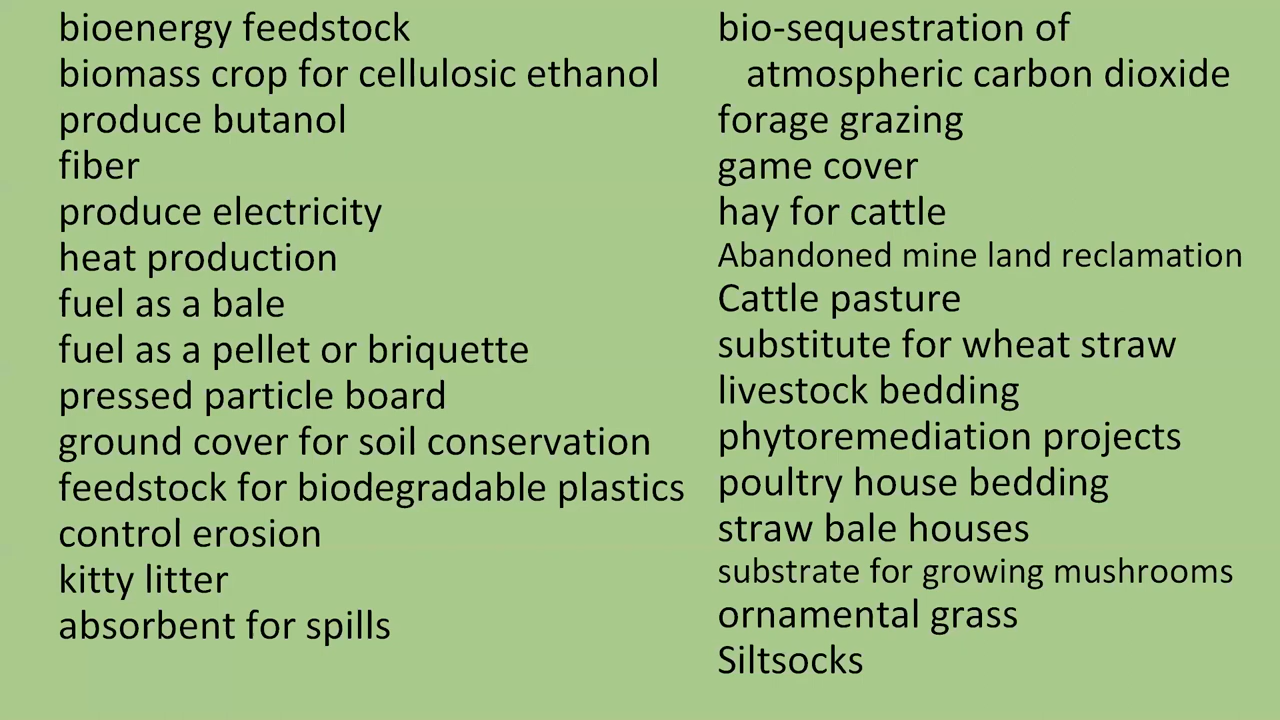 bioenergy feedstock
biomass crop for cellulosic ethanol
produce butanol
fiber
produce electricity
heat production
fuel as a bale
fuel as a pellet or briquette
pressed particle board
ground cover for soil conservation
feedstock for biodegradable plastics
control erosion
kitty litter
absorbent for spills
bio-sequestration of
atmospheric carbon dioxide
forage grazing
game cover
hay for cattle
Abandoned mine land reclamation
Cattle pasture
substitute for wheat straw
livestock bedding
phytoremediation projects
poultry house bedding
straw bale houses
substrate for growing mushrooms
ornamental grass
Siltsocks